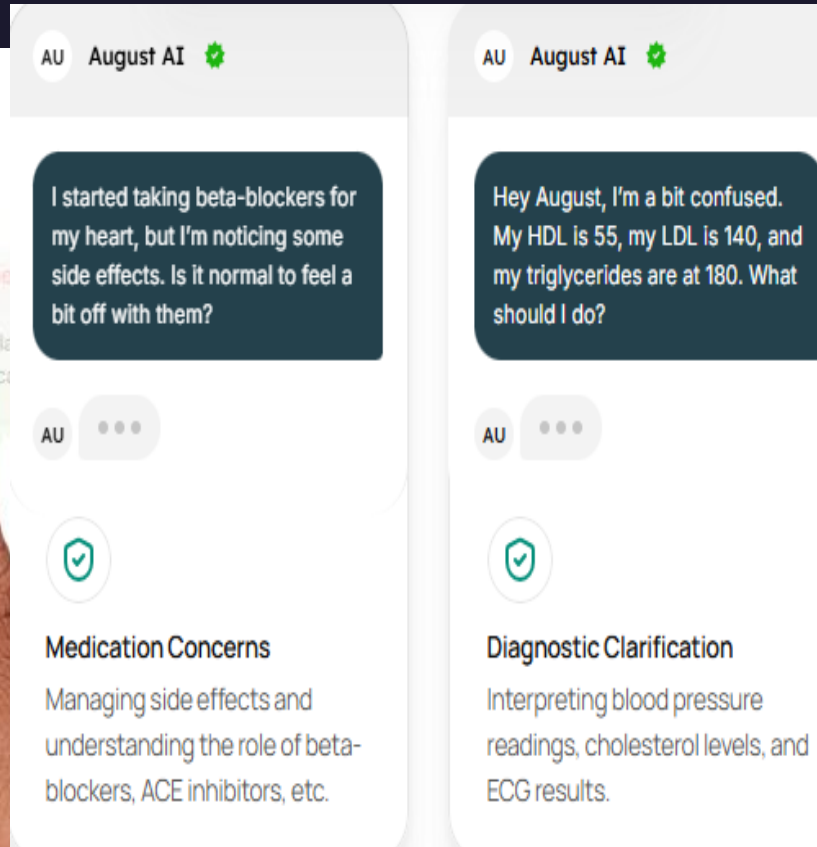 AU August AI
I started taking beta-blockers for
my heart, but I'm noticing some
side effects. Is it normal to feel a
bit off with them?
AU
Medication Concerns
Managing side effects and
understanding the role of beta-
blockers, ACE inhibitors, etc.
AU August AI
Hey August, I'm a bit confused.
My HDL is 55, my LDL is 140, and
my triglycerides are at 180. What
should I do?
AU
Diagnostic Clarification
Interpreting blood pressure
readings, cholesterol levels, and
ECG results.